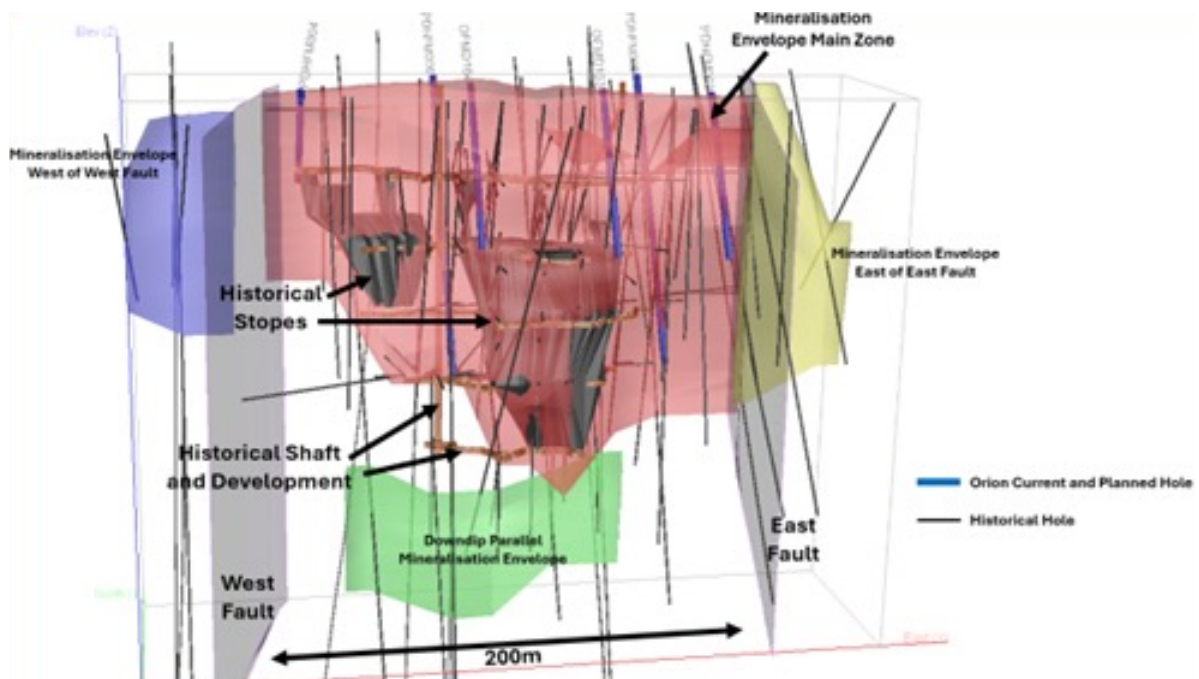 Mineralisation
Envelope Main Zone
Elev (Z)
Mineralisation Envelope
West of West Fault
Mineralisation Envelope
East of East Fault
Historical
Stopes
Historical Shaft
and Development
Orion Current and Planned Hole
Historical Hole
Downdip Parallel
Mineralisation Envelope
East
Fault
West
Fault
200m